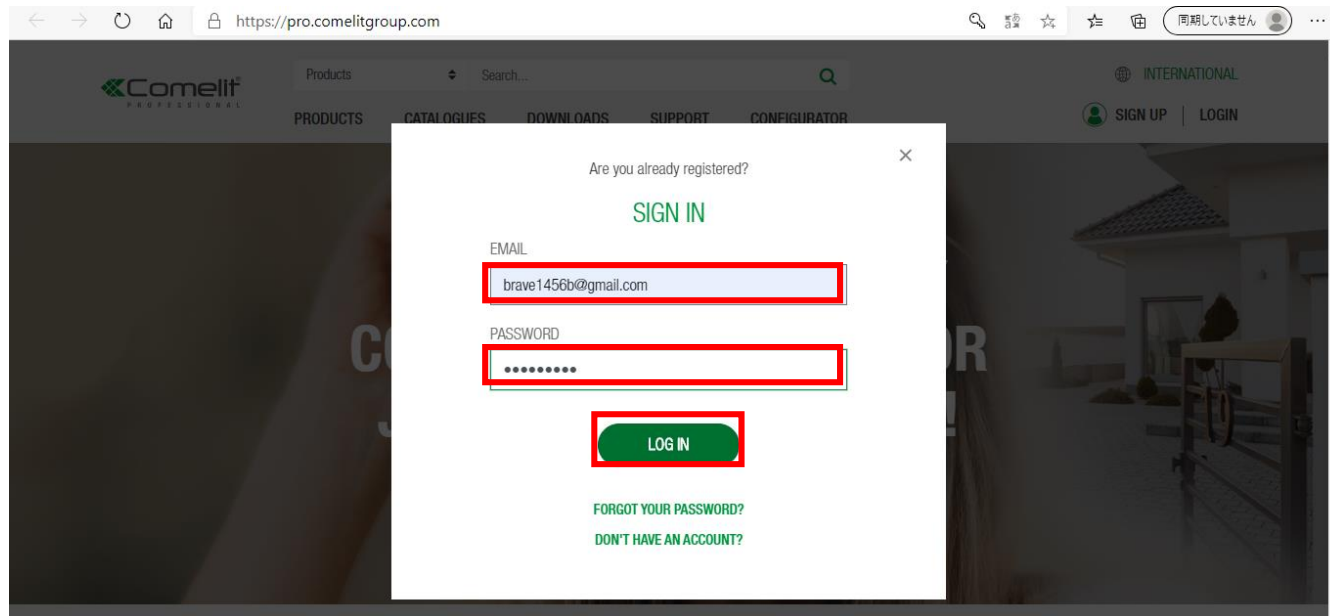 https://pro.comelitgroup.com
同期していません
Comelit
PROFESSIONAL
Products
Search...
INTERNATIONAL
PRODUCTS CATALOGUES DOWNLOADS SUPPORT CONFIGURATOR
SIGN UP | LOGIN
Are you already registered?
SIGN IN
EMAIL
brave1456b@gmail.com
PASSWORD
•••••••••
LOG IN
FORGOT YOUR PASSWORD?
DON'T HAVE AN ACCOUNT?